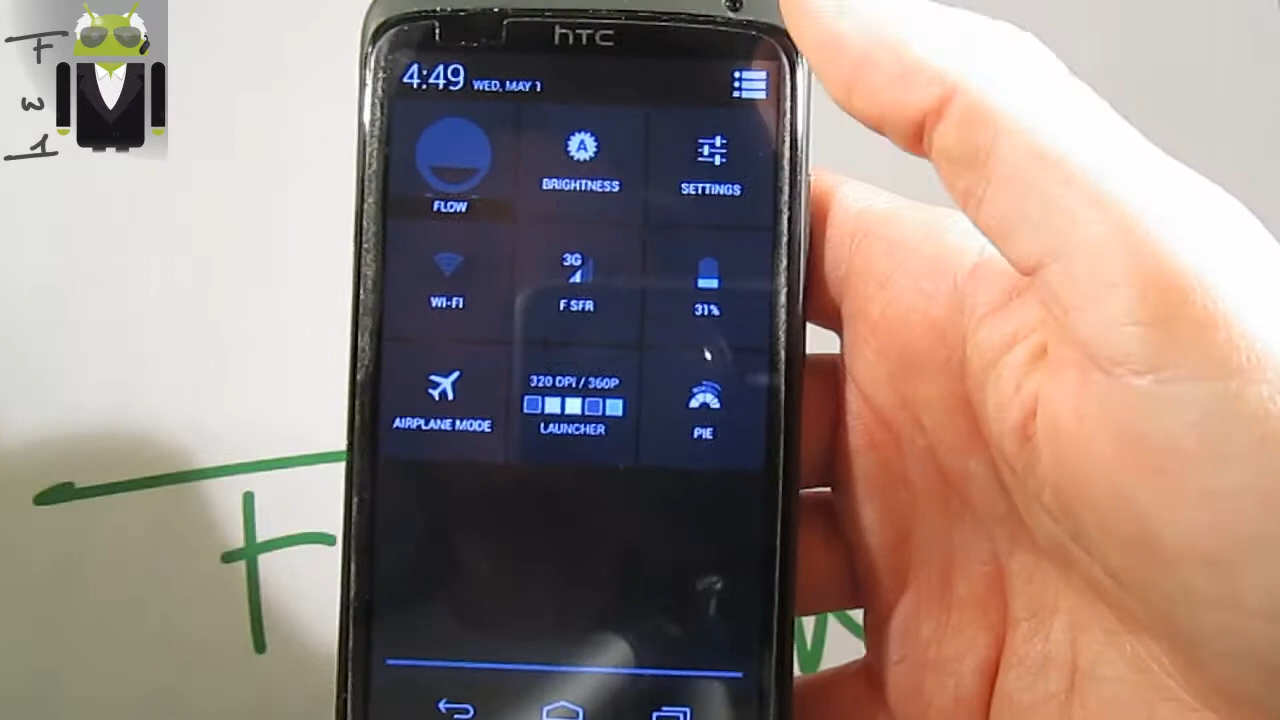 hTC
4:49 WED, MAY 1
FLOW
BRIGHTNESS
SETTINGS
WI-FI
3G
F SFR
31%
AIRPLANE MODE
320 DPI / 360P
LAUNCHER
PIE
F
W
1
F